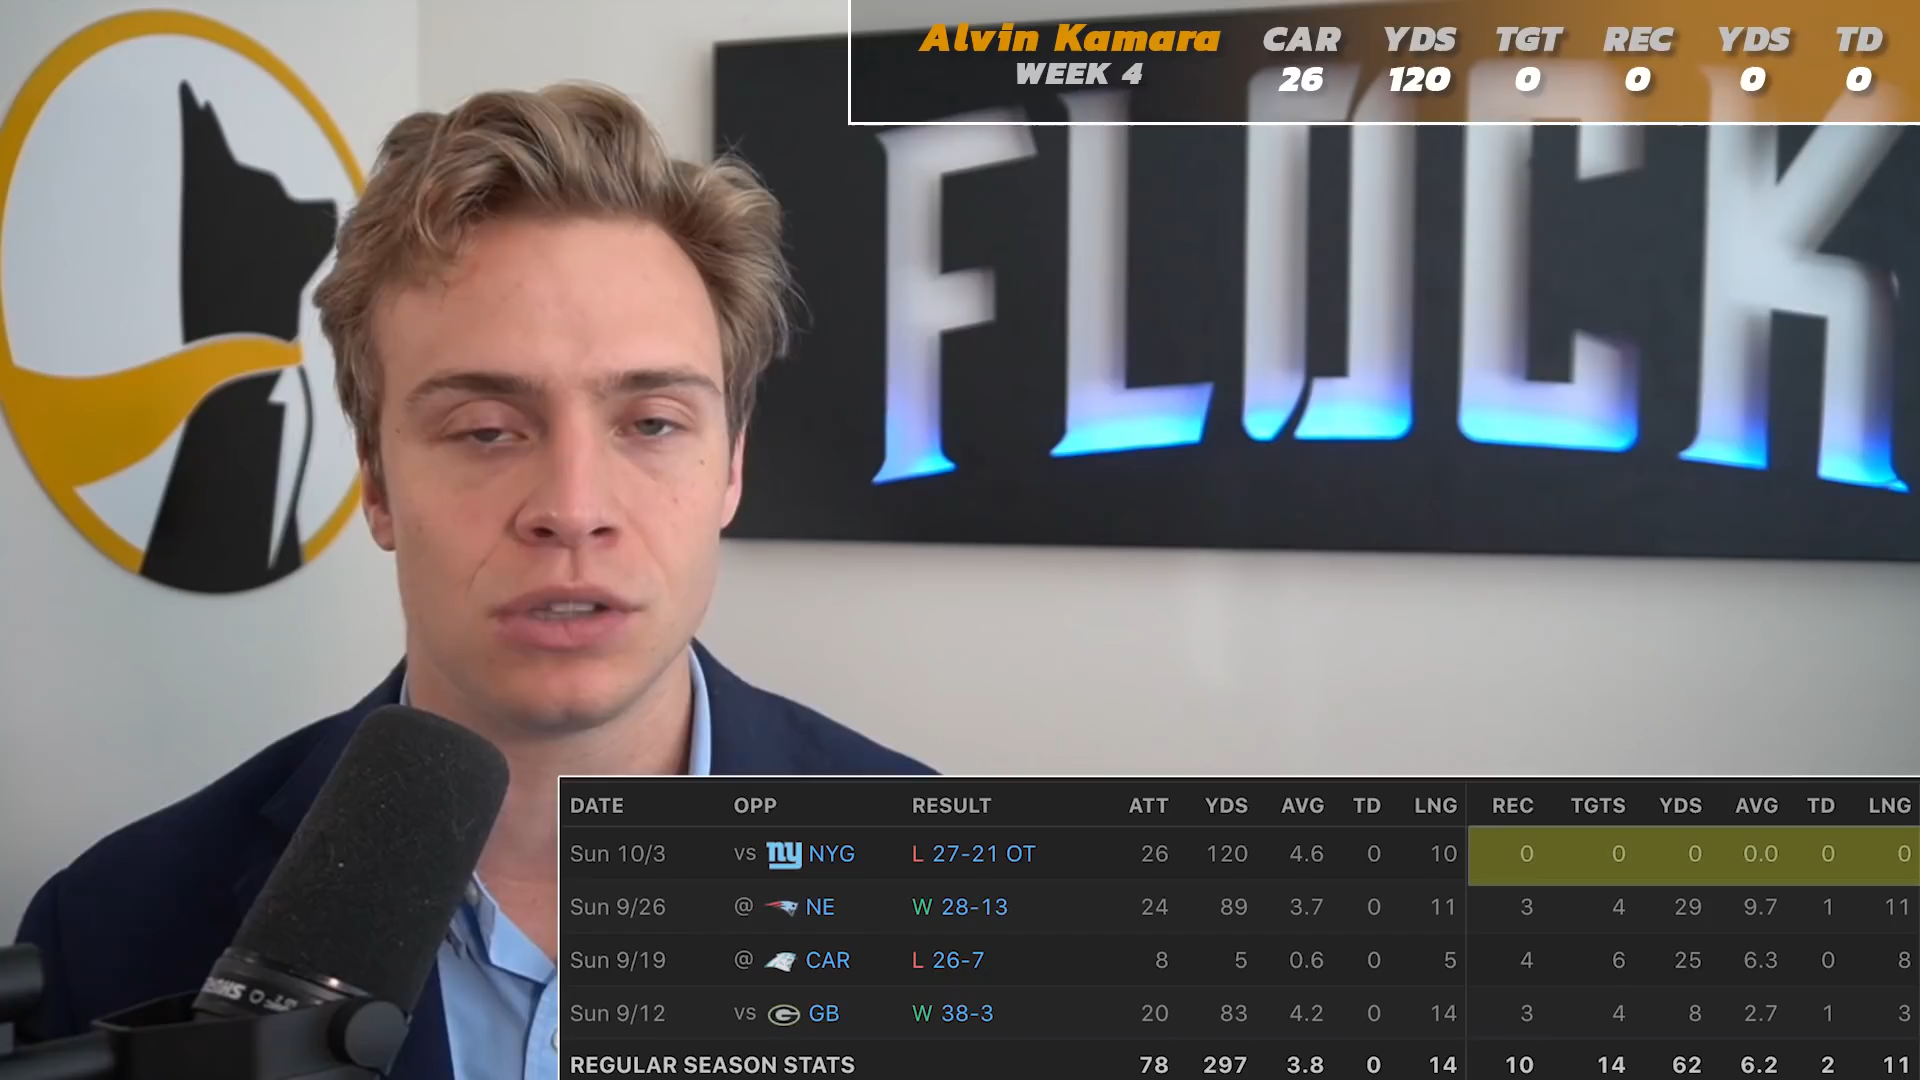 Alvin Kamara CAR YDS TGT REC YDS TD
WEEK 4 26 120 0 0 0 0
FLOCK
DATE OPP RESULT ATT YDS AVG TD LNG REC TGTS YDS AVG TD LNG
Sun 10/3 vs ny NYG L 27-21 OT 26 120 4.6 0 10 0 0 0 0.0 0 0
Sun 9/26 @ NE W 28-13 24 89 3.7 0 11 3 4 29 9.7 1 11
Sun 9/19 @ CAR L 26-7 8 5 0.6 0 5 4 6 25 6.3 0 8
Sun 9/12 vs G GB W 38-3 20 83 4.2 0 14 3 4 8 2.7 1 3
REGULAR SEASON STATS 78 297 3.8 0 14 10 14 62 6.2 2 11